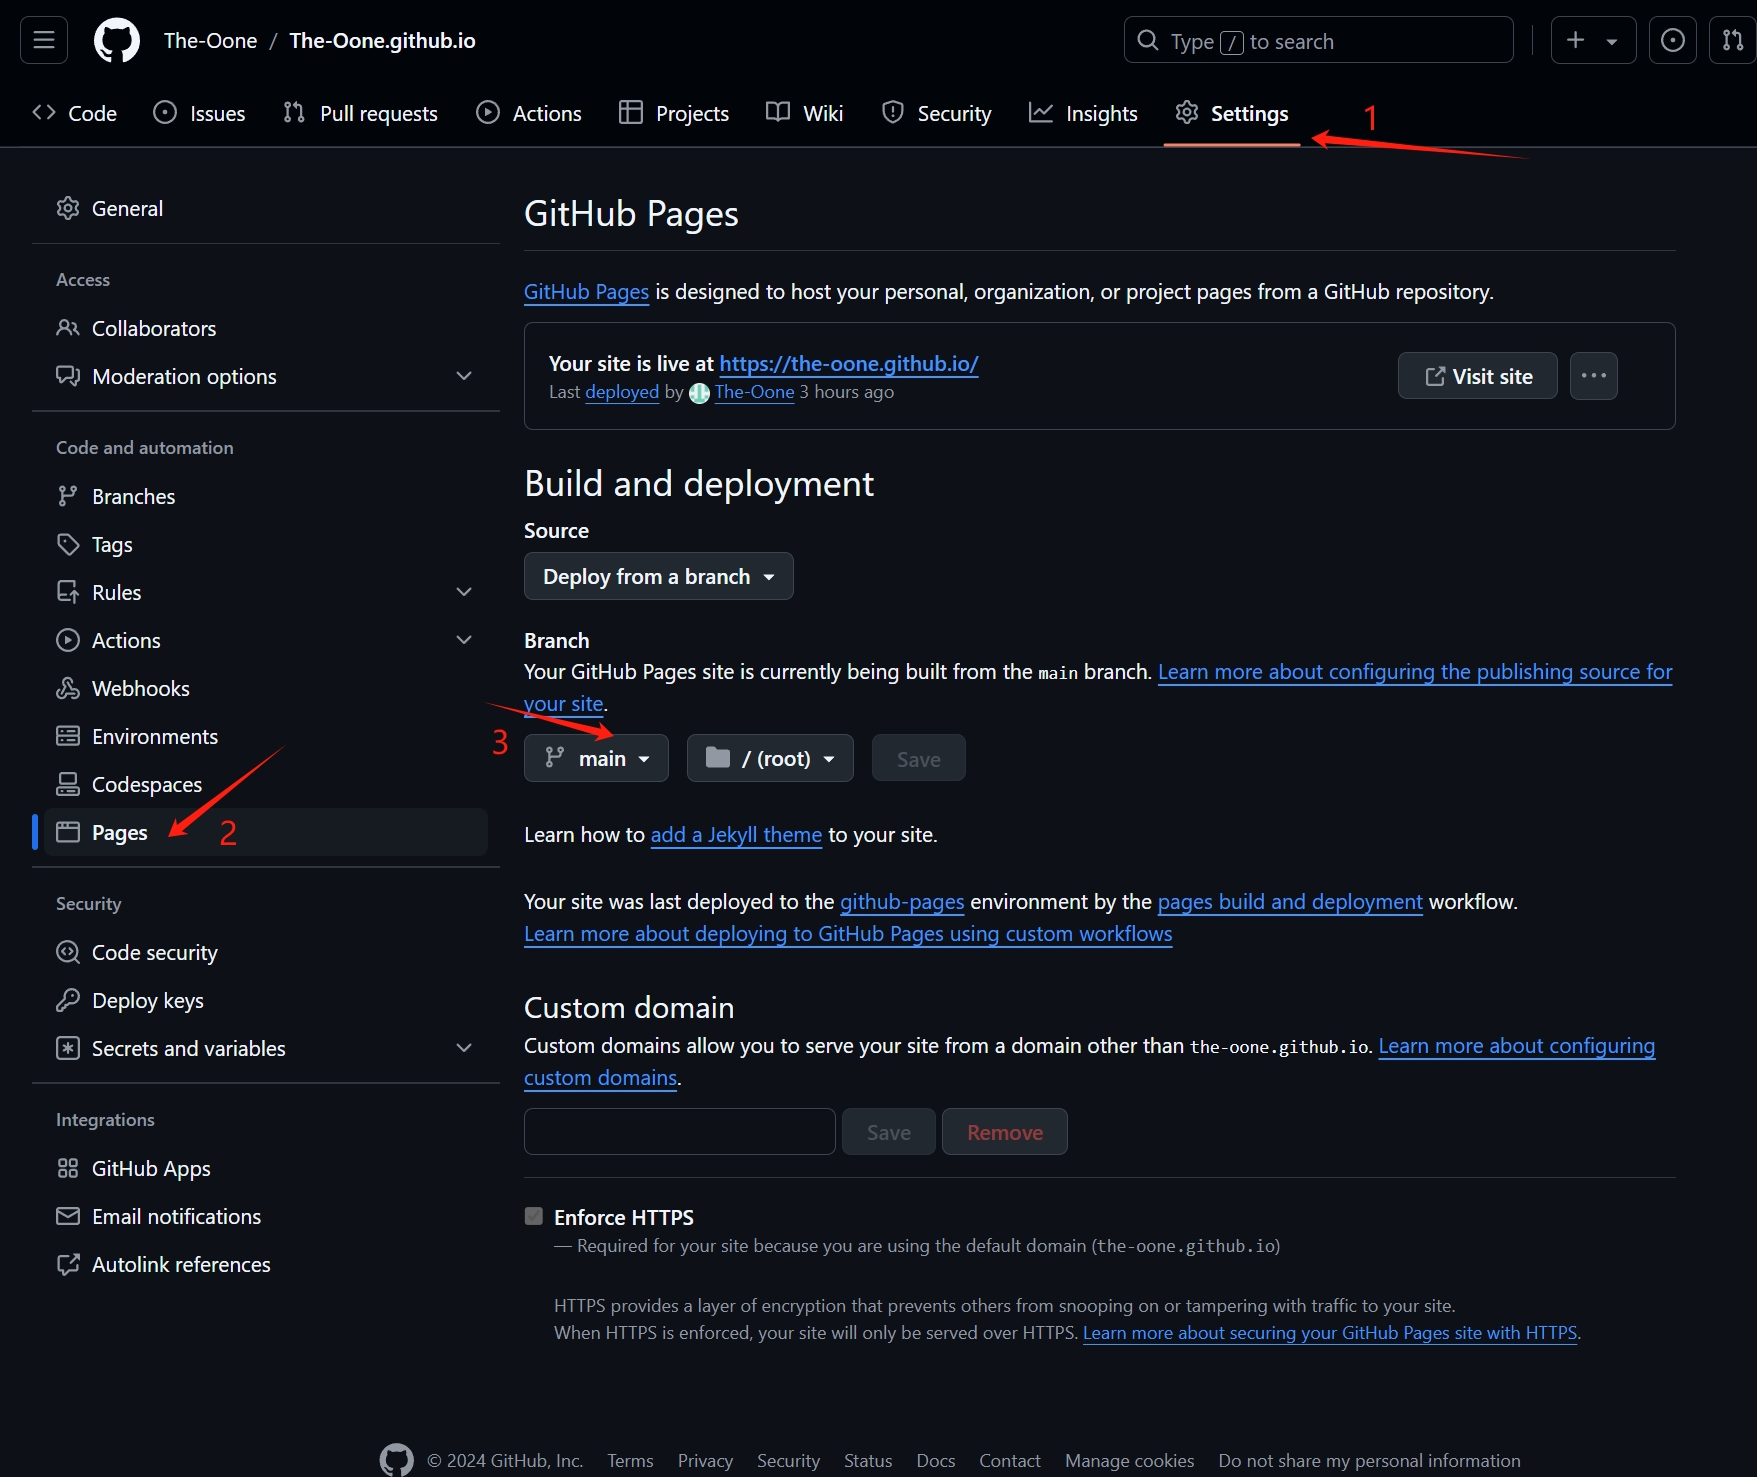 The-Oone / The-Oone.github.io
Type / to search
Code
Issues
Pull requests
Actions
Projects
Wiki
Security
Insights
Settings
1
General
Access
Collaborators
Moderation options
Code and automation
Branches
Tags
Rules
Actions
Webhooks
Environments
Codespaces
Pages
2
Security
Code security
Deploy keys
Secrets and variables
Integrations
GitHub Apps
Email notifications
Autolink references
GitHub Pages
GitHub Pages is designed to host your personal, organization, or project pages from a GitHub repository.
Your site is live at https://the-oone.github.io/
Last deployed by The-Oone 3 hours ago
Visit site
Build and deployment
Source
Deploy from a branch
Branch
Your GitHub Pages site is currently being built from the main branch. Learn more about configuring the publishing source for
your site.
3
main
/ (root)
Save
Learn how to add a Jekyll theme to your site.
Your site was last deployed to the github-pages environment by the pages build and deployment workflow.
Learn more about deploying to GitHub Pages using custom workflows
Custom domain
Custom domains allow you to serve your site from a domain other than the-oone.github.io. Learn more about configuring
custom domains.
Save
Remove
Enforce HTTPS
— Required for your site because you are using the default domain (the-oone.github.io)
HTTPS provides a layer of encryption that prevents others from snooping on or tampering with traffic to your site.
When HTTPS is enforced, your site will only be served over HTTPS. Learn more about securing your GitHub Pages site with HTTPS.
© 2024 GitHub, Inc.
Terms
Privacy
Security
Status
Docs
Contact
Manage cookies
Do not share my personal information